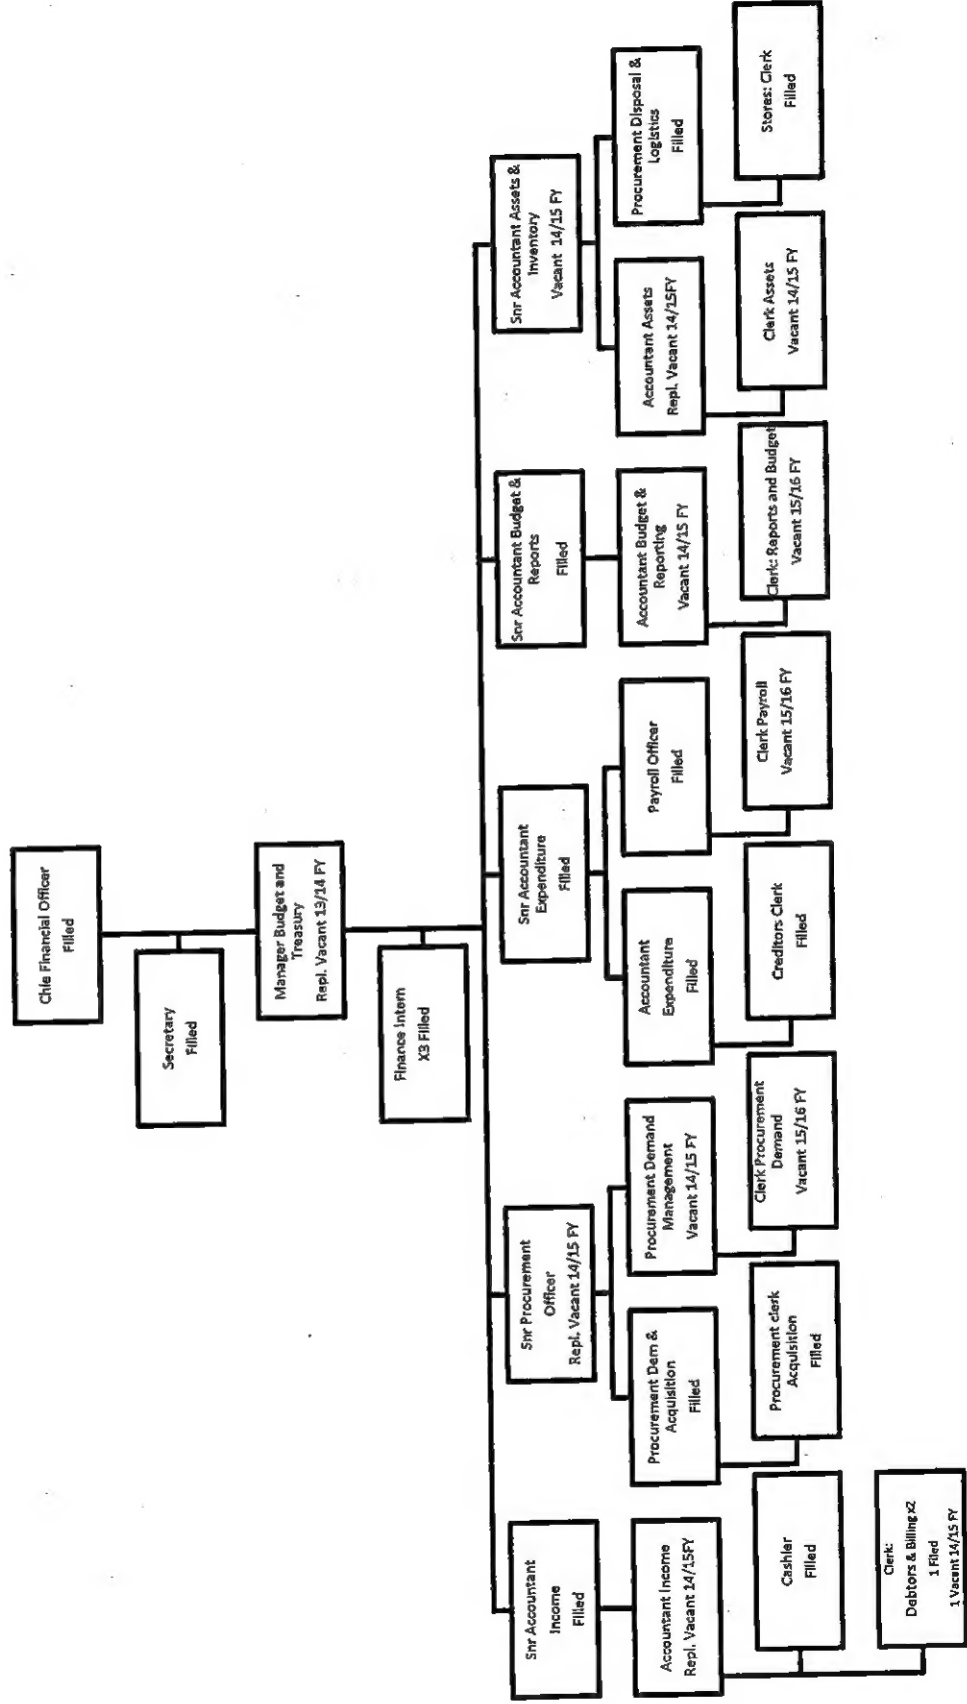 Chie Financial Officer
Filled
Secretary
Filled
Manager Budget and
Treasury
Repl. Vacant 13/14 FY
Finance Intern
X3 Filled
Snr Accountant
Income
Filled
Snr Procurement
Officer
Repl. Vacant 14/15 FY
Snr Accountant
Expenditure
Filled
Snr Accountant Budget &
Reports
Filled
Snr Accountant Assets &
Inventory
Vacant 14/15 FY
Accountant Income
Repl. Vacant 14/15FY
Procurement Dem &
Acquisition
Filled
Procurement Demand
Management
Vacant 14/15 FY
Accountant
Expenditure
Filled
Payroll Officer
Filled
Accountant Budget &
Reporting
Vacant 14/15 FY
Accountant Assets
Repl. Vacant 14/15FY
Procurement Disposal &
Logistics
Filled
Cashier
Filled
Procurement clerk
Acquisition
Filled
Clerk Procurement
Demand
Vacant 15/16 FY
Creditors Clerk
Filled
Clerk Payroll
Vacant 15/16 FY
Clerk: Reports and Budget
Vacant 15/16 FY
Clerk Assets
Vacant 14/15 FY
Stores: Clerk
Filled
Clerk:
Debtors & Billing x2
1 Filed
1 Vacant 14/15 FY